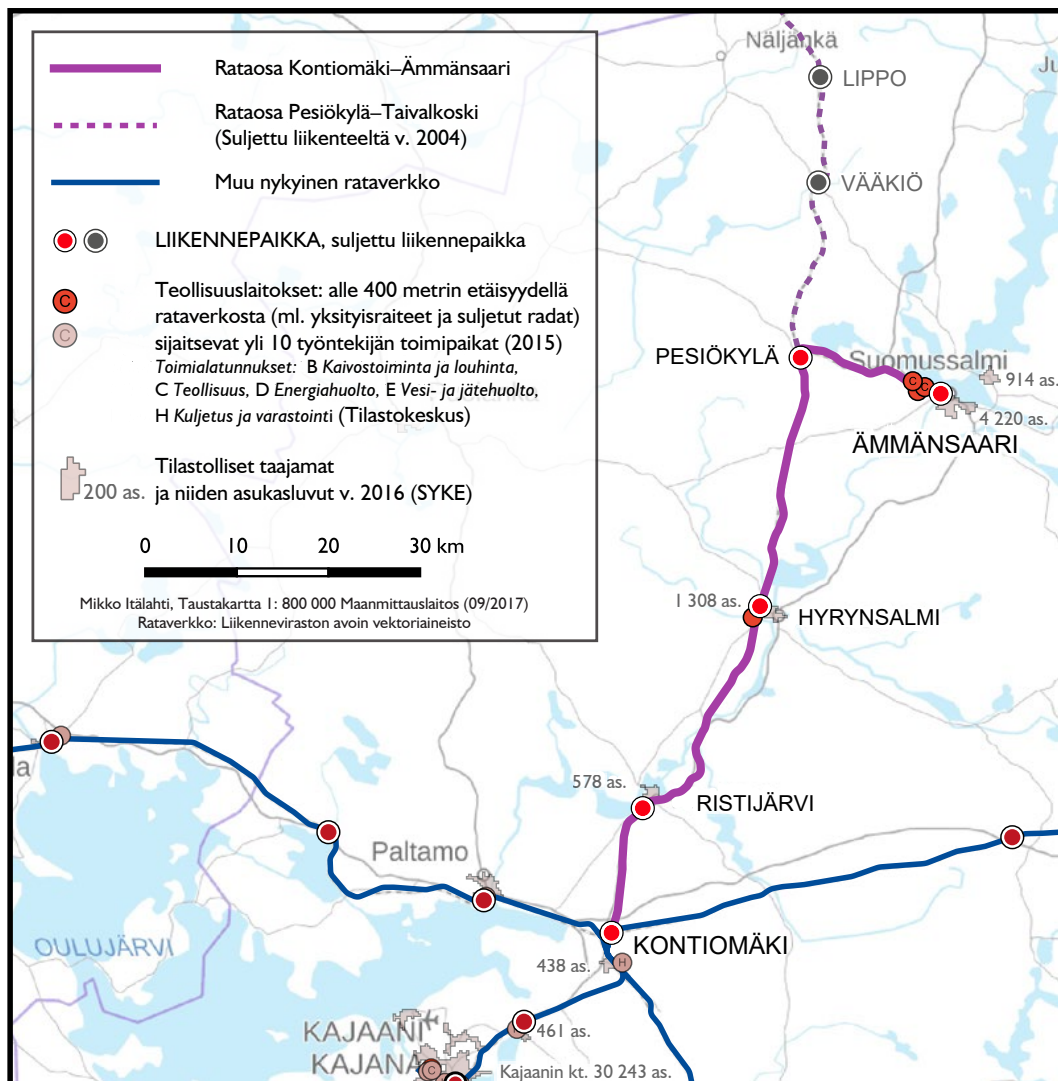 Rataosa Kontiomäki–Ämmänsaari
Rataosa Pesiökylä–Taivalkoski
(Suljettu liikenteeltä v. 2004)
Muu nykyinen rataverkko
LIIKENNEPAIKKA, suljettu liikennepaikka
C
C
Teollisuuslaitokset: alle 400 metrin etäisyydellä
rataverkosta (ml. yksityisraiteet ja suljetut radat)
sijaitsevat yli 10 työntekijän toimipaikat (2015)
Toimialatunnukset: B Kaivostoiminta ja louhinta,
C Teollisuus, D Energiahuolto, E Vesi- ja jätehuolto,
H Kuljetus ja varastointi (Tilastokeskus)
200 as.
Tilastolliset taajamat
ja niiden asukasluvut v. 2016 (SYKE)
0 10 20 30 km
Mikko Itälahti, Taustakartta 1: 800 000 Maanmittauslaitos (09/2017)
Rataverkko: Liikenneviraston avoin vektoriaineisto
Näljänkä
Ju
LIPPO
VÄÄKIÖ
PESIÖKYLÄ
Suomussalmi
914 as.
C
C
4 220 as.
ÄMMÄNSAARI
1 308 as.
HYRYNSALMI
578 as.
RISTIJÄRVI
la
Paltamo
OULUJÄRVI
KONTIOMÄKI
438 as.
H
461 as.
KAJAANI
KAJANA
C
Kajaanin kt. 30 243 as.